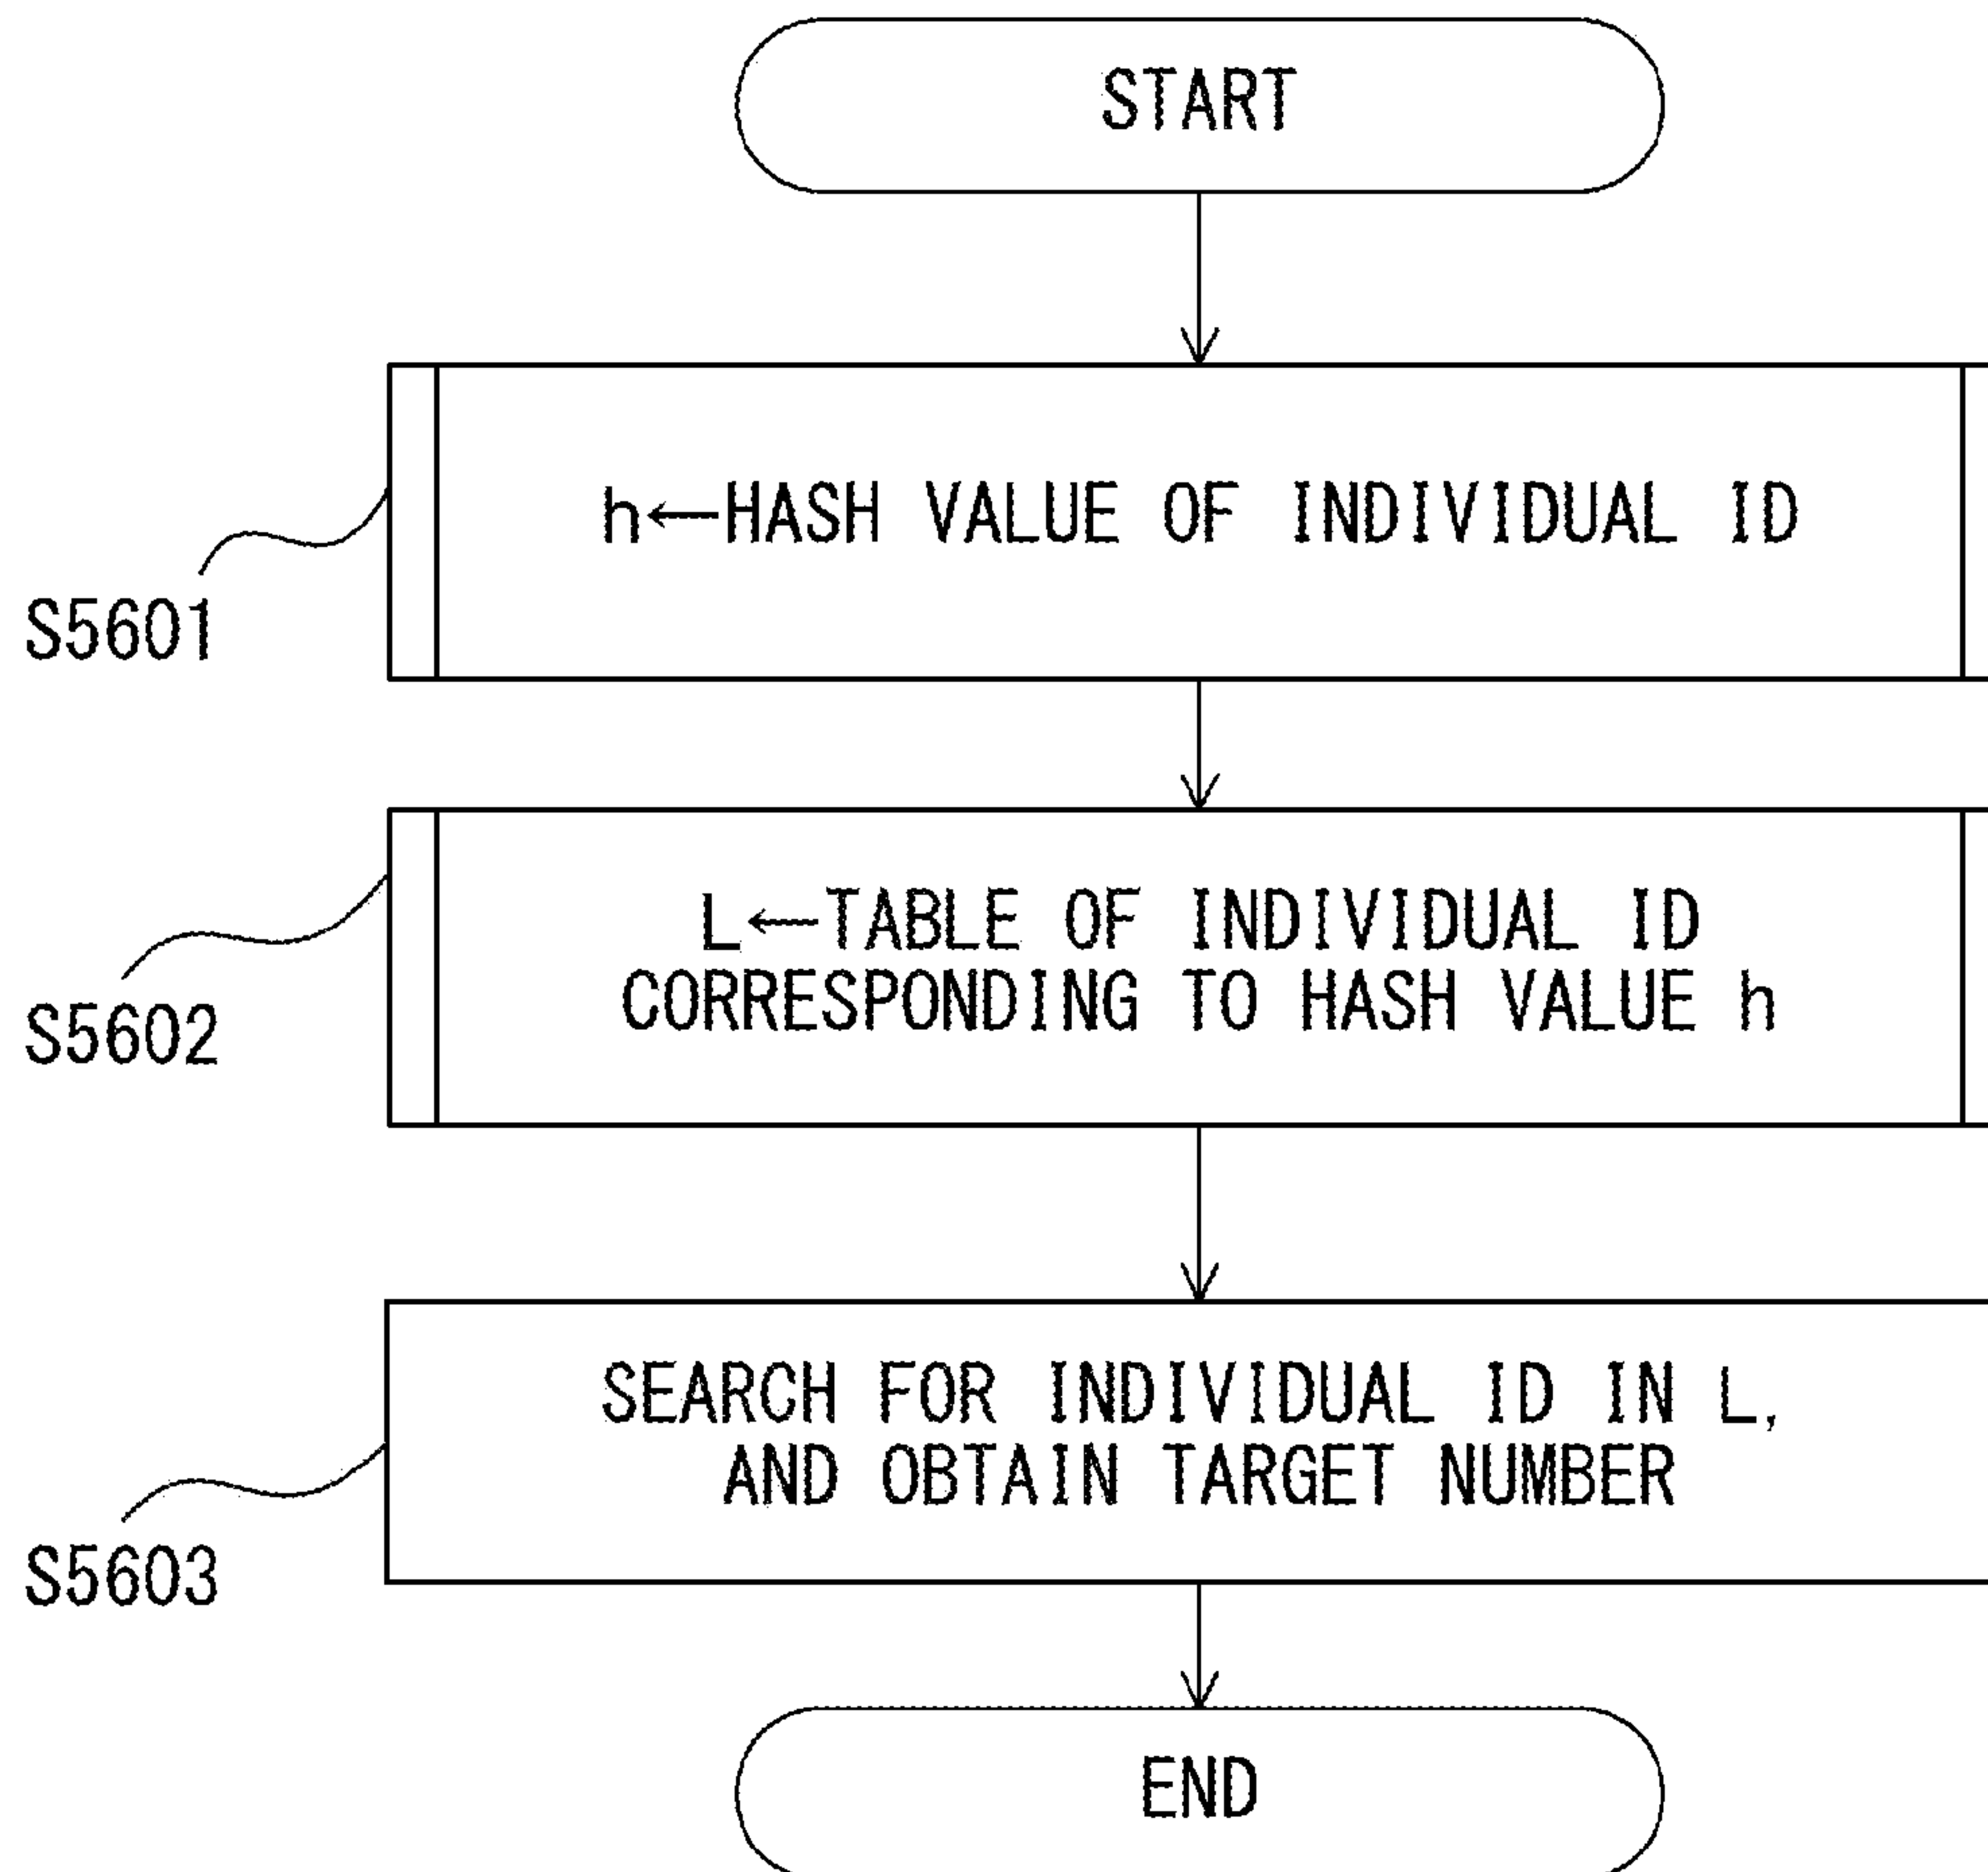 START
h←HASH VALUE OF INDIVIDUAL ID
S5601
L←TABLE OF INDIVIDUAL ID
CORRESPONDING TO HASH VALUE h
S5602
SEARCH FOR INDIVIDUAL ID IN L,
AND OBTAIN TARGET NUMBER
S5603
END